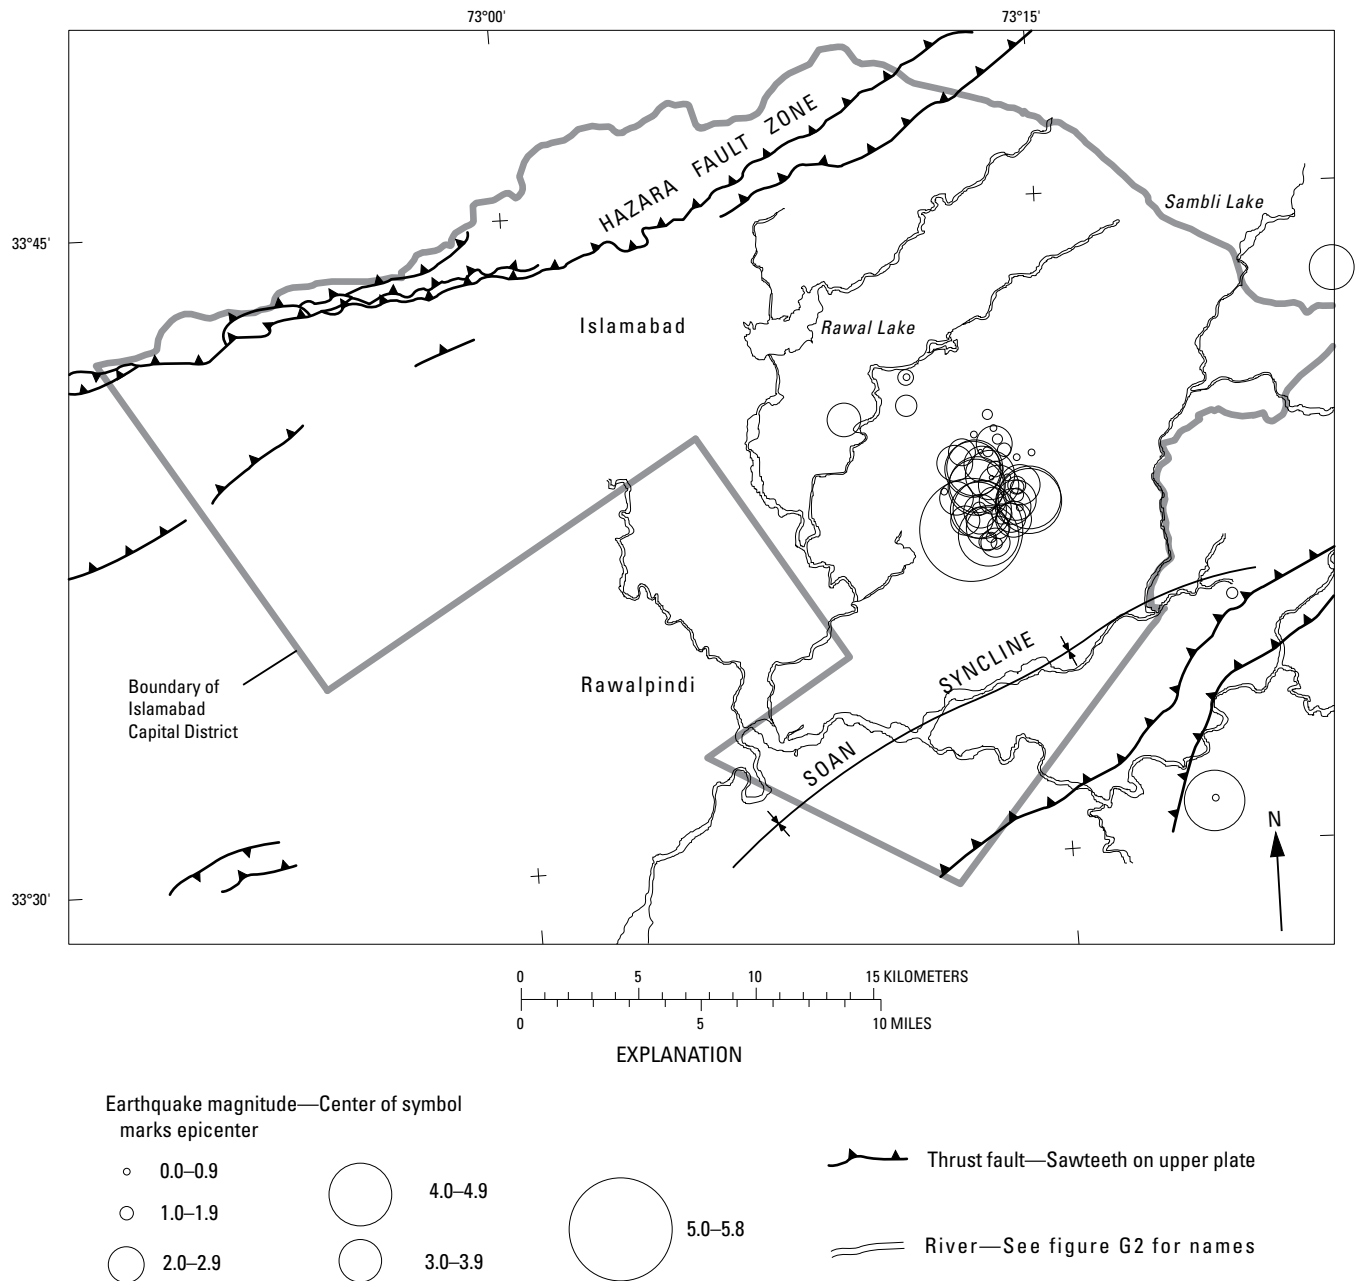 73°00'
73°15'
HAZARA FAULT ZONE
Sambli Lake
33°45'
Islamabad
Rawal Lake
SYNCLINE
Rawalpindi
Boundary of
Islamabad
Capital District
SOAN
N
33°30'
0 5 10 15 KILOMETERS
0 5 10 MILES
EXPLANATION
Earthquake magnitude—Center of symbol
marks epicenter
0.0–0.9
1.0–1.9
2.0–2.9
4.0–4.9
3.0–3.9
5.0–5.8
Thrust fault—Sawteeth on upper plate
River—See figure G2 for names